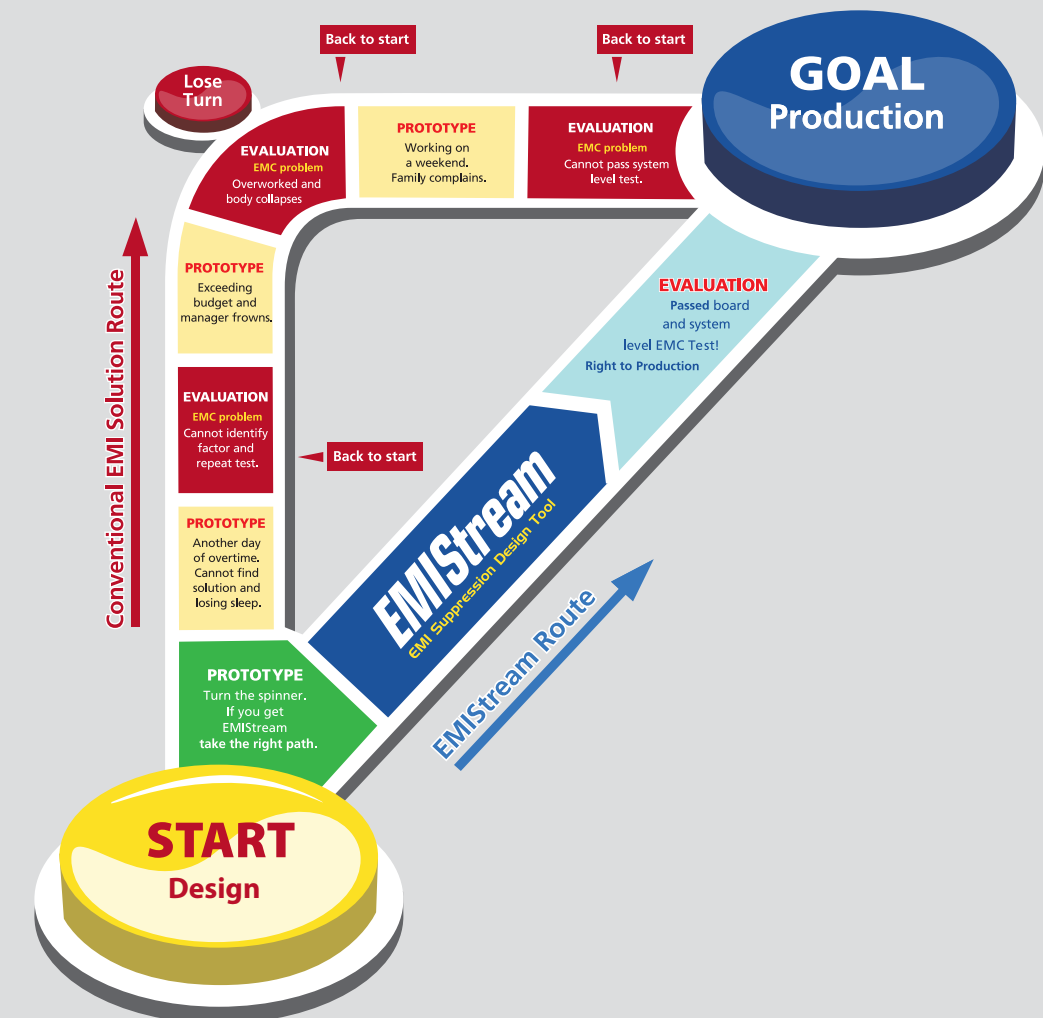 Back to start
Back to start
Lose
Turn
GOAL
Production
EVALUATION
EMC problem
Overworked and
body collapses
PROTOTYPE
Working on
a weekend.
Family complains.
EVALUATION
EMC problem
Cannot pass system
level test.
PROTOTYPE
Exceeding
budget and
manager frowns.
EVALUATION
EMC problem
Cannot identify
factor and
repeat test.
Back to start
PROTOTYPE
Another day
of overtime.
Cannot find
solution and
losing sleep.
Conventional EMI Solution Route
EVALUATION
Passed board
and system
level EMC Test!
Right to Production
EMIStream
EMI Suppression Design Tool
EMIStream Route
PROTOTYPE
Turn the spinner.
If you get
EMIStream
take the right path.
START
Design